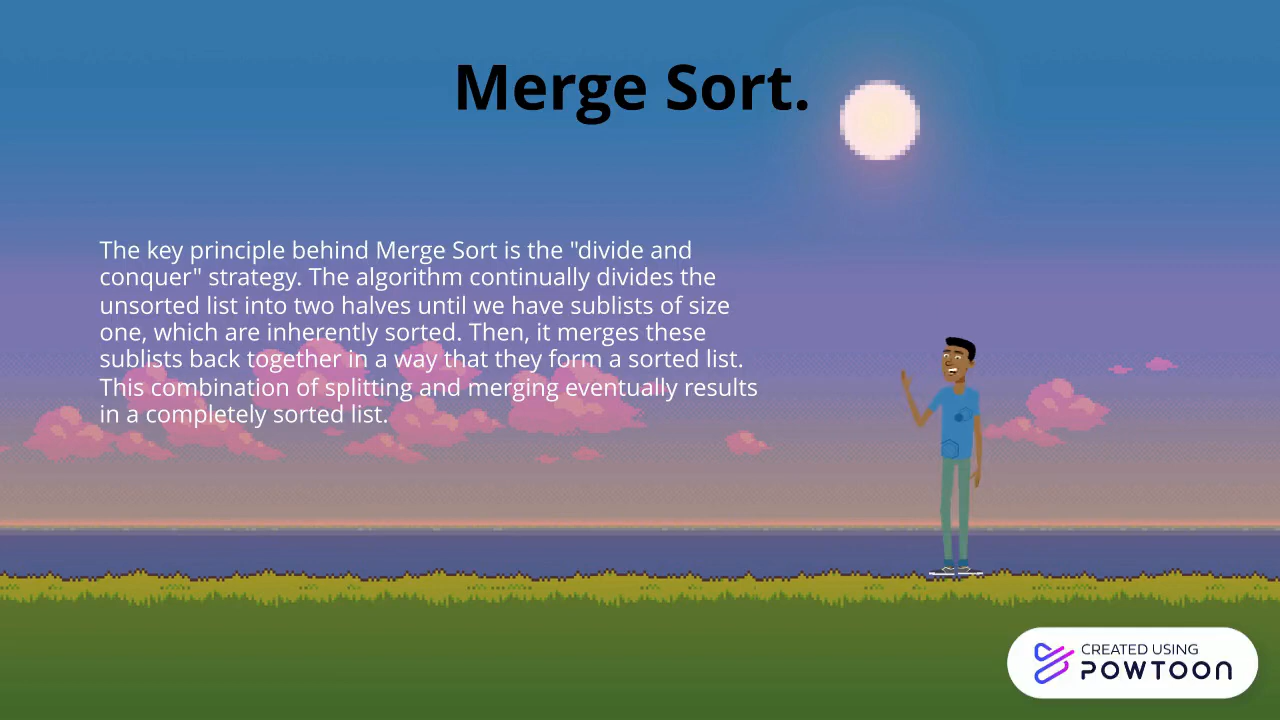 Merge Sort.
The key principle behind Merge Sort is the "divide and
conquer" strategy. The algorithm continually divides the
unsorted list into two halves until we have sublists of size
one, which are inherently sorted. Then, it merges these
sublists back together in a way that they form a sorted list.
This combination of splitting and merging eventually results
in a completely sorted list.
CREATED USING
POWTOON